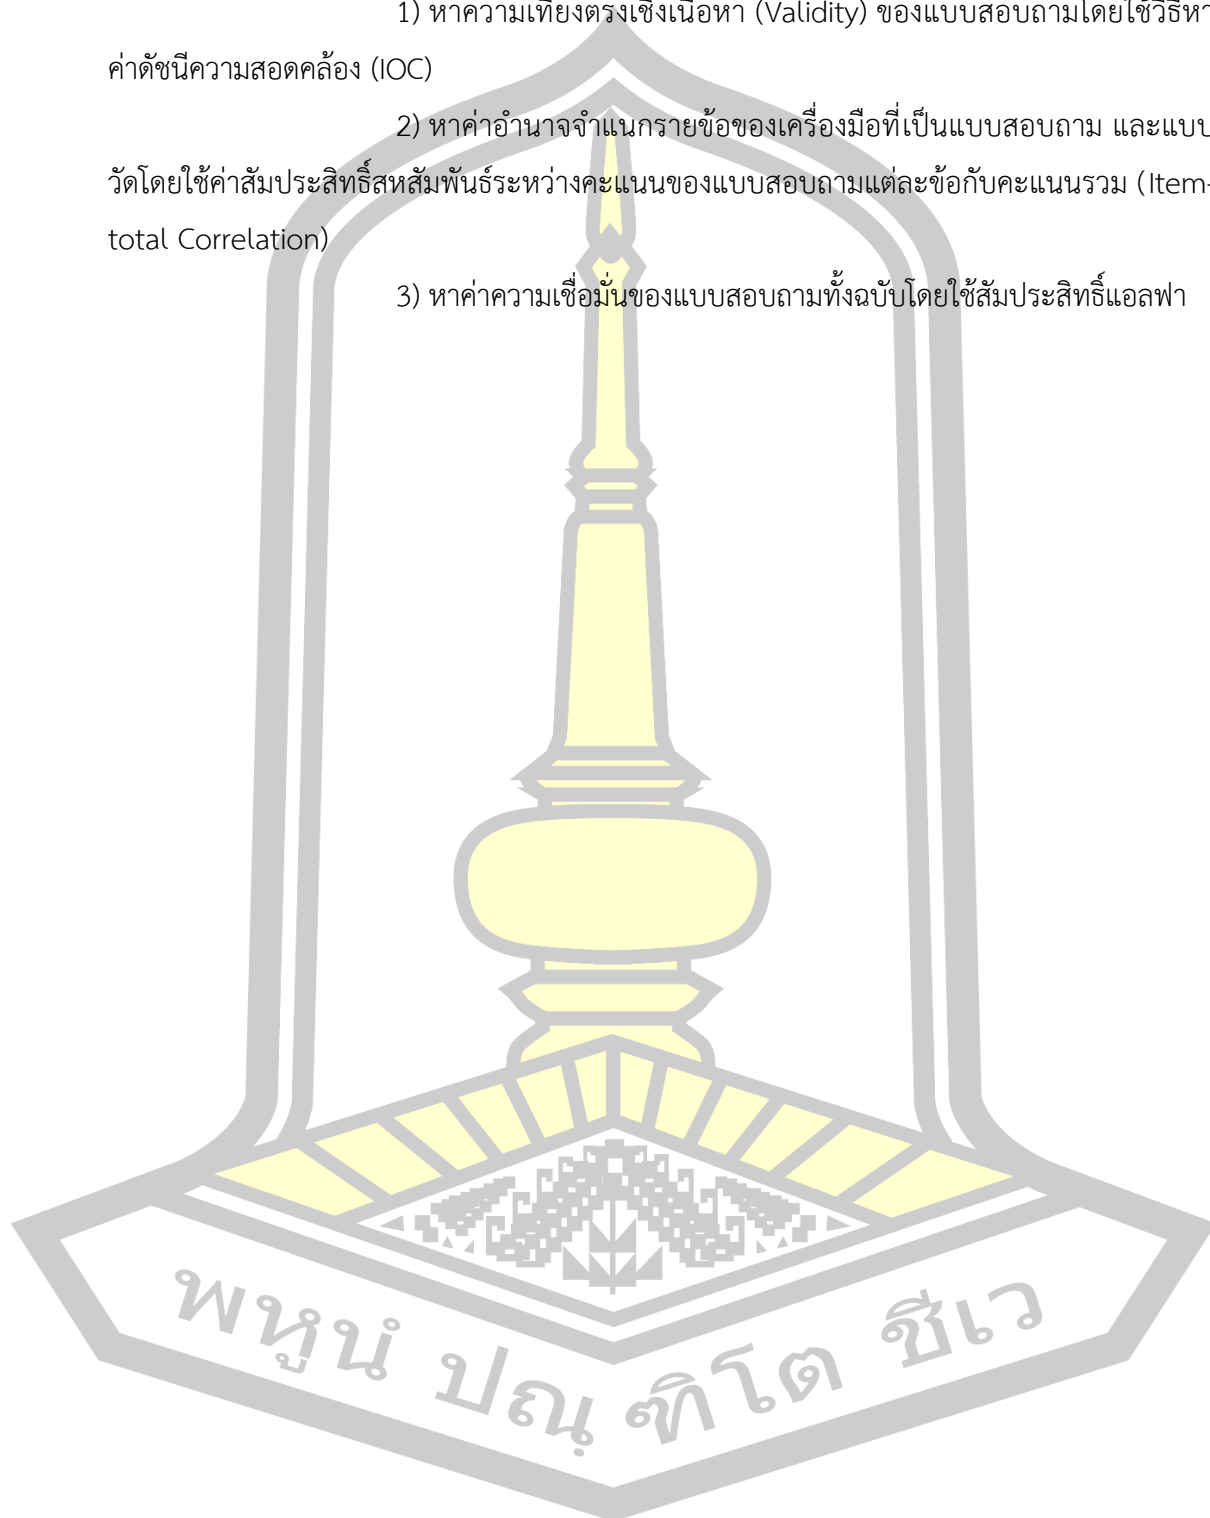 1) หาความเที่ยงตรงเชิงเนื้อหา (Validity) ของแบบสอบถามโดยใช้วิธีหา
ค่าดัชนีความสอดคล้อง (IOC)
2) หาค่าอำนาจจำแนกรายข้อของเครื่องมือที่เป็นแบบสอบถาม และแบบ
วัดโดยใช้ค่าสัมประสิทธิ์สหสัมพันธ์ระหว่างคะแนนของแบบสอบถามแต่ละข้อกับคะแนนรวม (Item-
total Correlation)
3) หาค่าความเชื่อมั่นของแบบสอบถามทั้งฉบับโดยใช้สัมประสิทธิ์แอลฟา
พหูนํ ปณฺฑิโต ชีเว